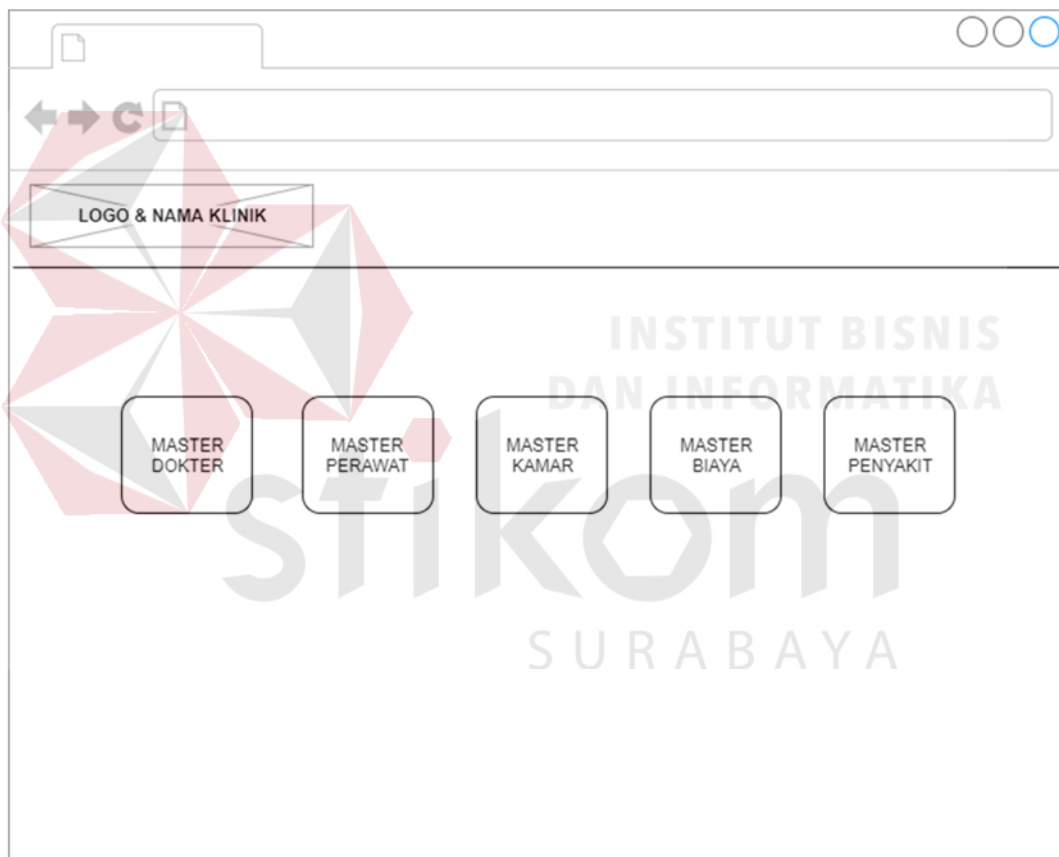 LOGO & NAMA KLINIK
INSTITUT BISNIS
DAN INFORMATIKA
MASTER
DOKTER
MASTER
PERAWAT
MASTER
KAMAR
MASTER
BIAYA
MASTER
PENYAKIT
stikom
SURABAYA